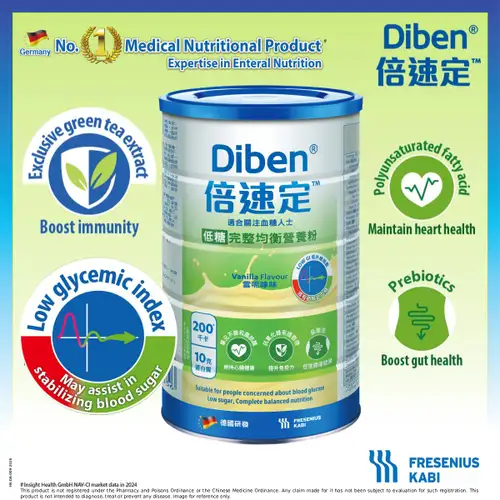 Germany
No. 1 Medical Nutritional Product#
Expertise in Enteral Nutrition
Diben®
倍速定™
Exclusive green tea extract
Boost immunity
Low glycemic index
May assist in stabilizing blood sugar
Diben®
倍速定™
適合關注血糖人士
低糖 完整均衡營養粉
Vanilla Flavour
雲呢嗱味
200
千卡
10克
蛋白質
Suitable for people concerned about blood glucose
Low sugar, Complete balanced nutrition
德國研發
FRESENIUS
KABI
Polyunsaturated fatty acid
Maintain heart health
Prebiotics
Boost gut health
FRESENIUS
KABI
# Insight Health GmbH NAV-CI market data in 2024
This product is not registered under the Pharmacy and Poisons Ordinance or the Chinese Medicine Ordinance. Any claim made for it has not been subject to evaluation for such registration. This
product is not intended to diagnose, treat or prevent any disease. Image for reference only.